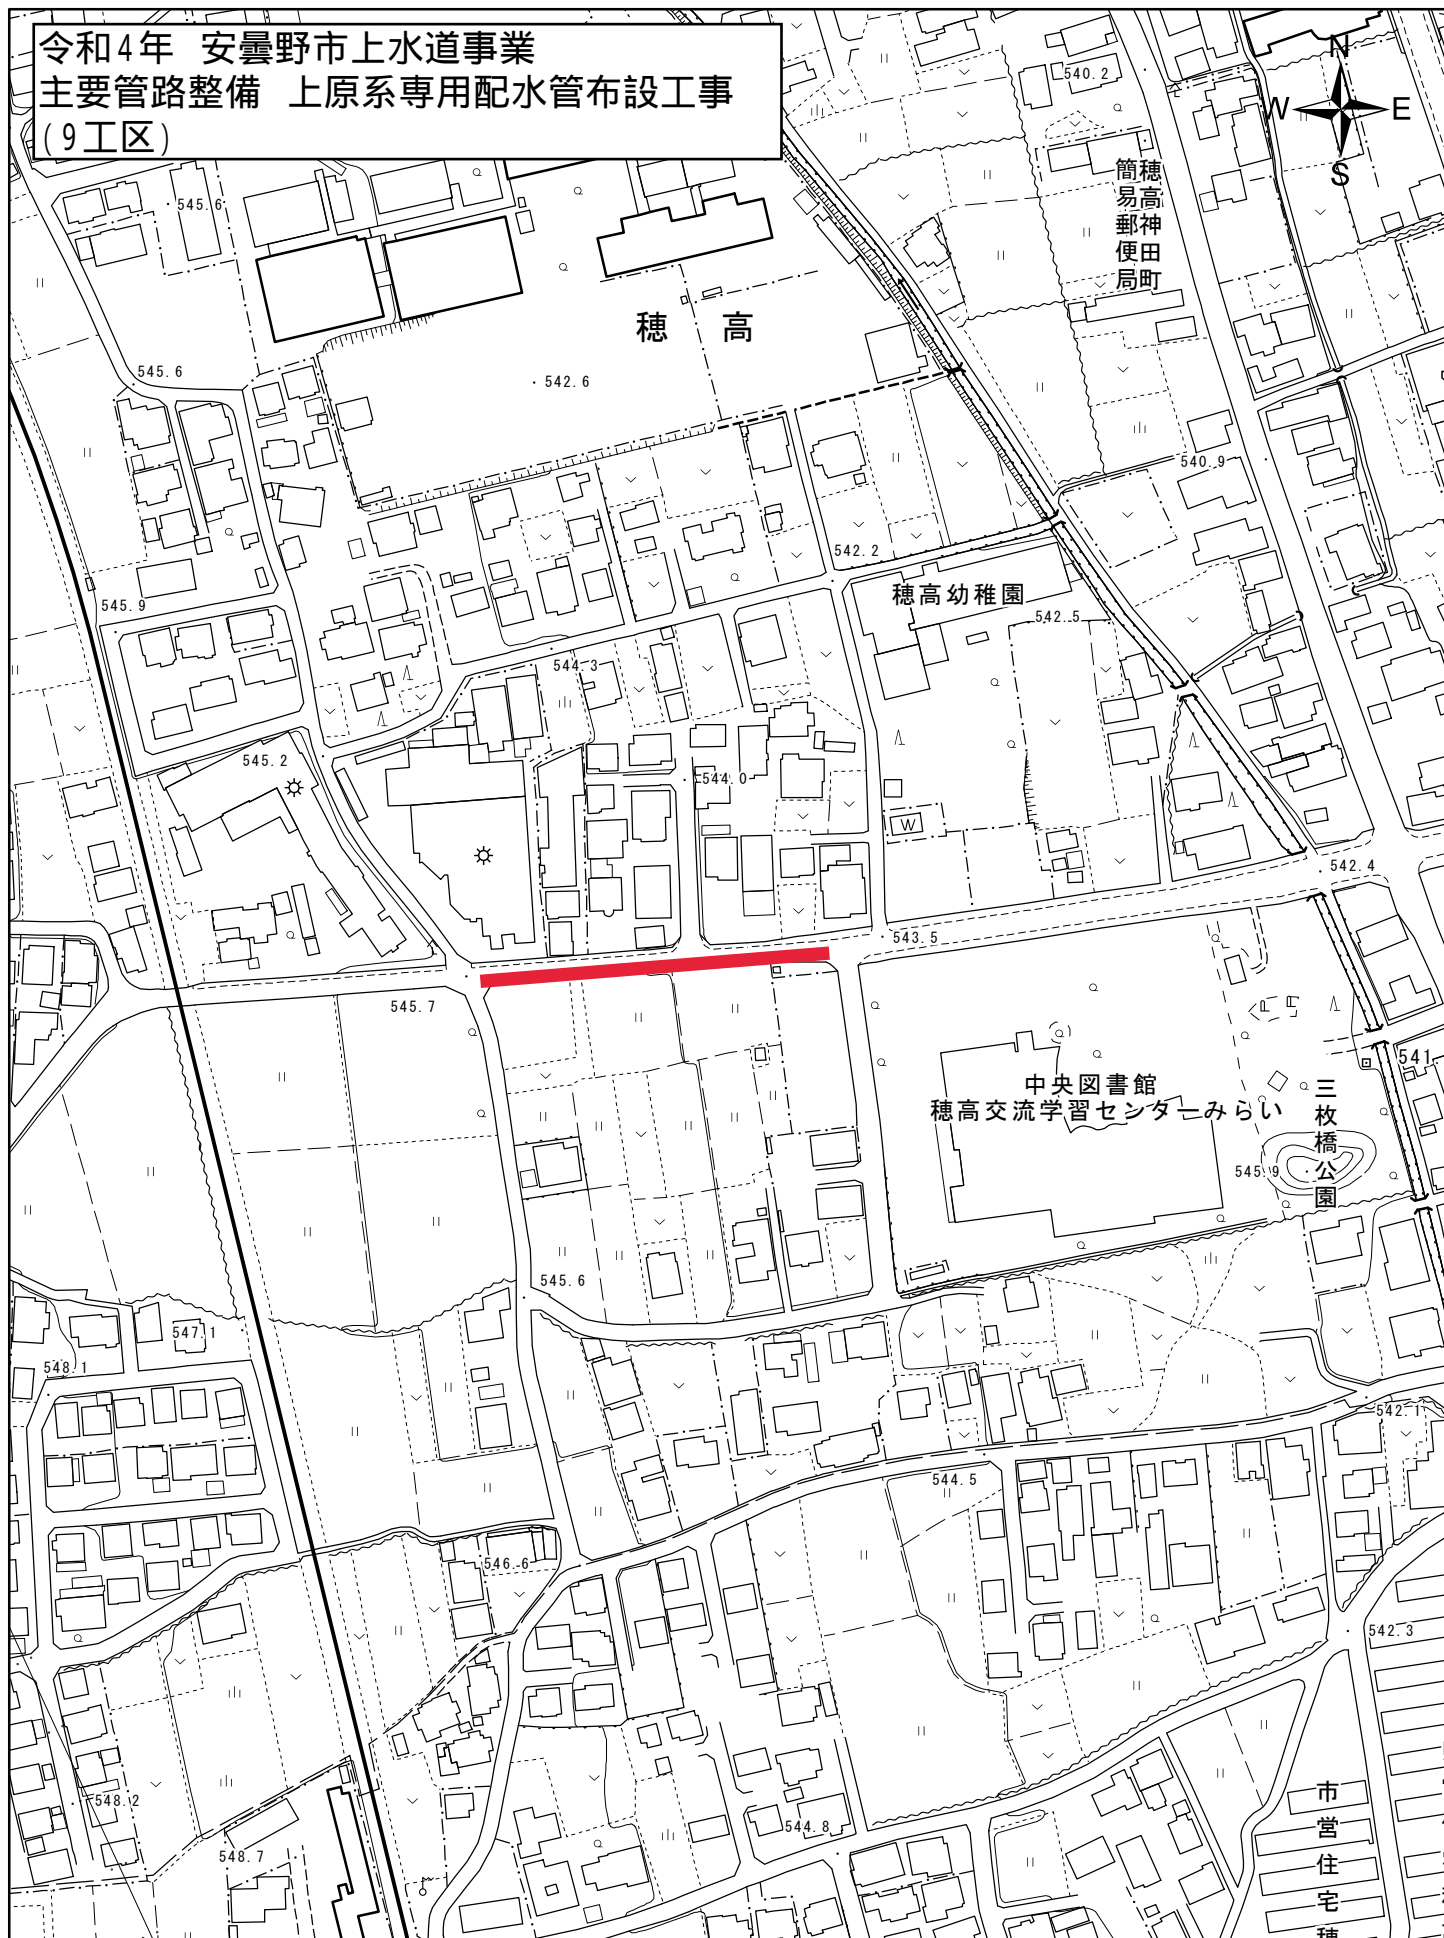 令和4年 安曇野市上水道事業
主要管路整備 上原系専用配水管布設工事
(9工区)
N
W
E
S
540.2
穂高神田町
簡易郵便局
545.6
穂 高
545.6
542.6
540.9
542.2
穂高幼稚園
542.5
545.9
544.3
545.2
544.0
W
542.4
543.5
545.7
541
中央図書館
穂高交流学習センターみらい
三枚橋公園
545.9
545.6
547.1
548.1
542.1
544.5
546.6
542.3
548.2
544.8
548.7
市営住宅穂